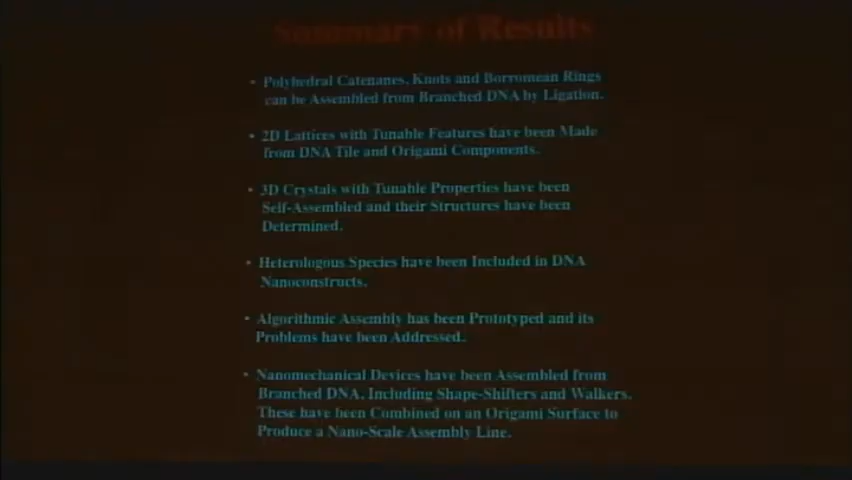 Summary of Results
• Polyhedral Catenanes, Knots and Borromean Rings
can be Assembled from Branched DNA by Ligation.
• 2D Lattices with Tunable Features have been Made
from DNA Tile and Origami Components.
• 3D Crystals with Tunable Properties have been
Self-Assembled and their Structures have been
Determined.
• Heterologous Species have been Included in DNA
Nanoconstructs.
• Algorithmic Assembly has been Prototyped and its
Problems have been Addressed.
• Nanomechanical Devices have been Assembled from
Branched DNA, Including Shape-Shifters and Walkers.
These have been Combined on an Origami Surface to
Produce a Nano-Scale Assembly Line.